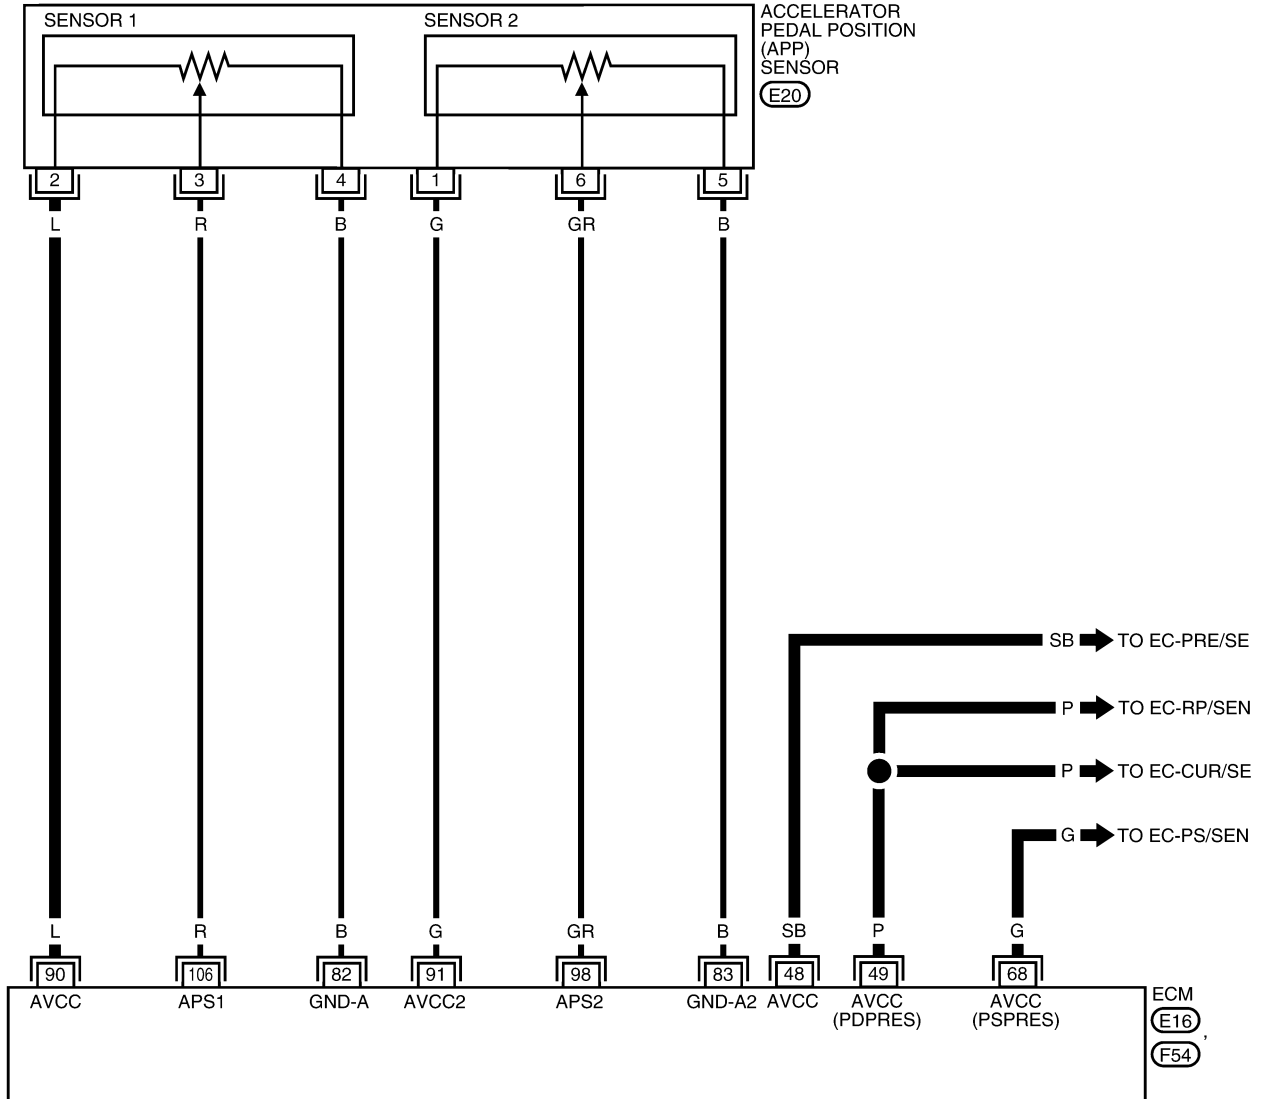 SENSOR 1
SENSOR 2
ACCELERATOR
PEDAL POSITION
(APP)
SENSOR
E20
2 3 4 1 6 5
L R B G GR B
SB TO EC-PRE/SE
P TO EC-RP/SEN
P TO EC-CUR/SE
G TO EC-PS/SEN
L R B G GR B SB P G
90 106 82 91 98 83 48 49 68
AVCC APS1 GND-A AVCC2 APS2 GND-A2 AVCC AVCC AVCC
(PDPRES) (PSPRES)
ECM
E16 ,
F54